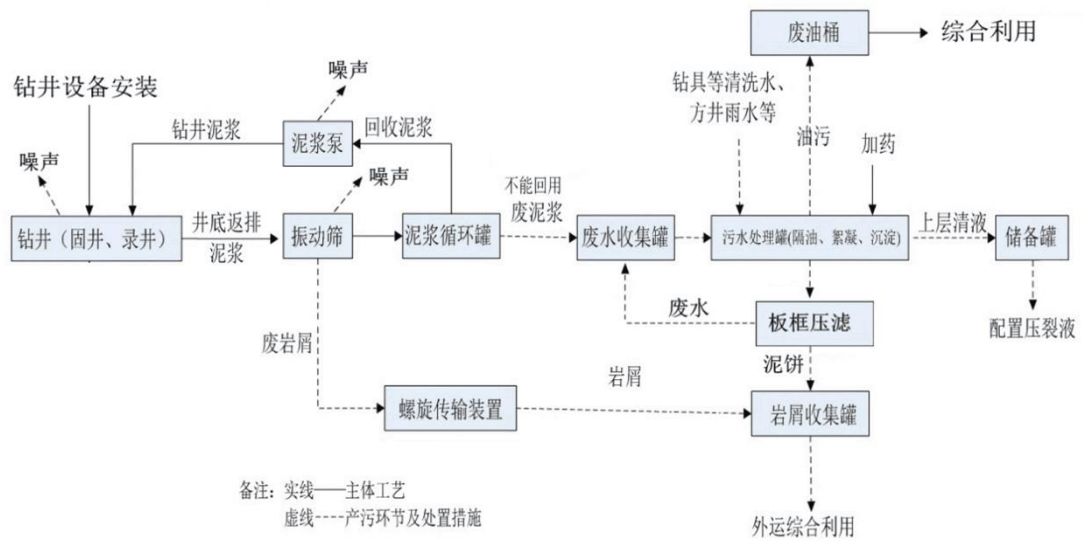 废油桶
综合利用
钻井设备安装
噪声
钻具等清洗水、
方井雨水等
钻井泥浆
泥浆泵
回收泥浆
油污
加药
噪声
噪声
不能回用
废泥浆
钻井（固井、录井）
井底返排
泥浆
振动筛
泥浆循环罐
废水收集罐
污水处理罐(隔油、絮凝、沉淀)
上层清液
储备罐
废水
板框压滤
配置压裂液
废岩屑
泥饼
岩屑
螺旋传输装置
岩屑收集罐
备注：实线——主体工艺
虚线----产污环节及处置措施
外运综合利用